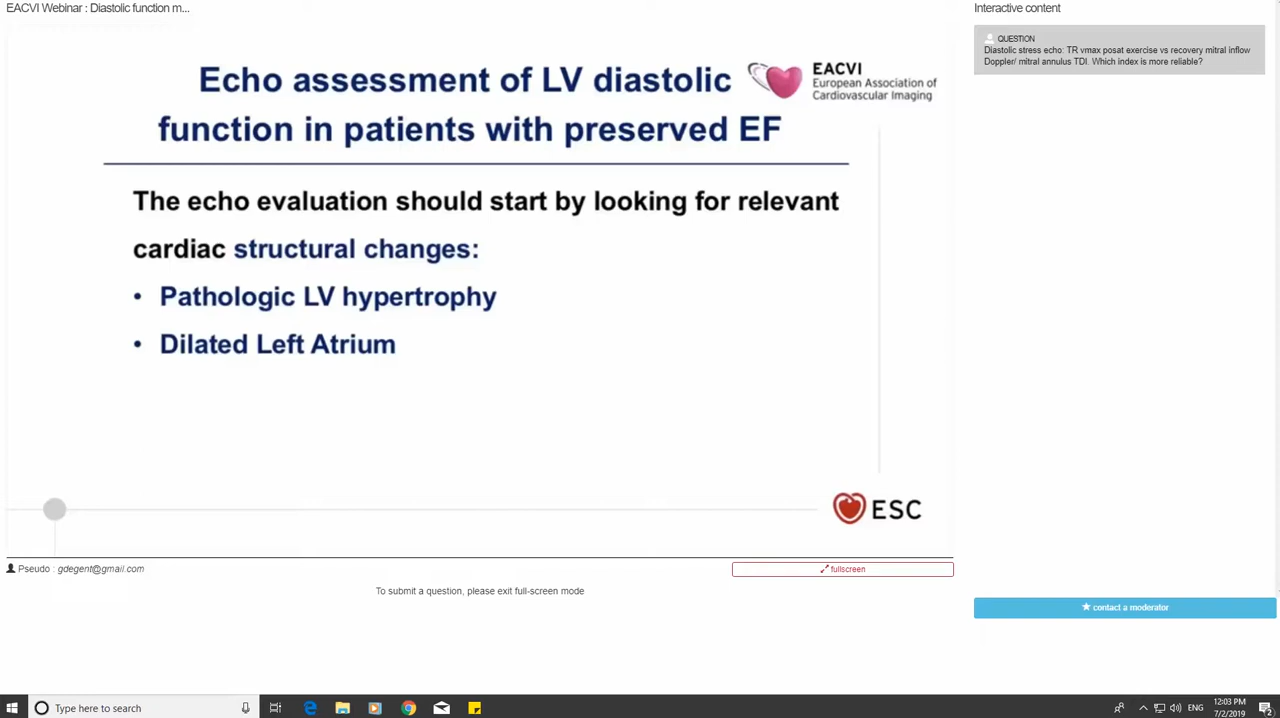 EACVI Webinar : Diastolic function m...
Echo assessment of LV diastolic
function in patients with preserved EF
EACVI
European Association of
Cardiovascular Imaging
The echo evaluation should start by looking for relevant
cardiac structural changes:
• Pathologic LV hypertrophy
• Dilated Left Atrium
ESC
Pseudo : gdegent@gmail.com
fullscreen
To submit a question, please exit full-screen mode
Interactive content
QUESTION
Diastolic stress echo: TR vmax posat exercise vs recovery mitral inflow
Doppler/ mitral annulus TDI. Which index is more reliable?
contact a moderator
Type here to search
ENG
12:03 PM
7/2/2019
2